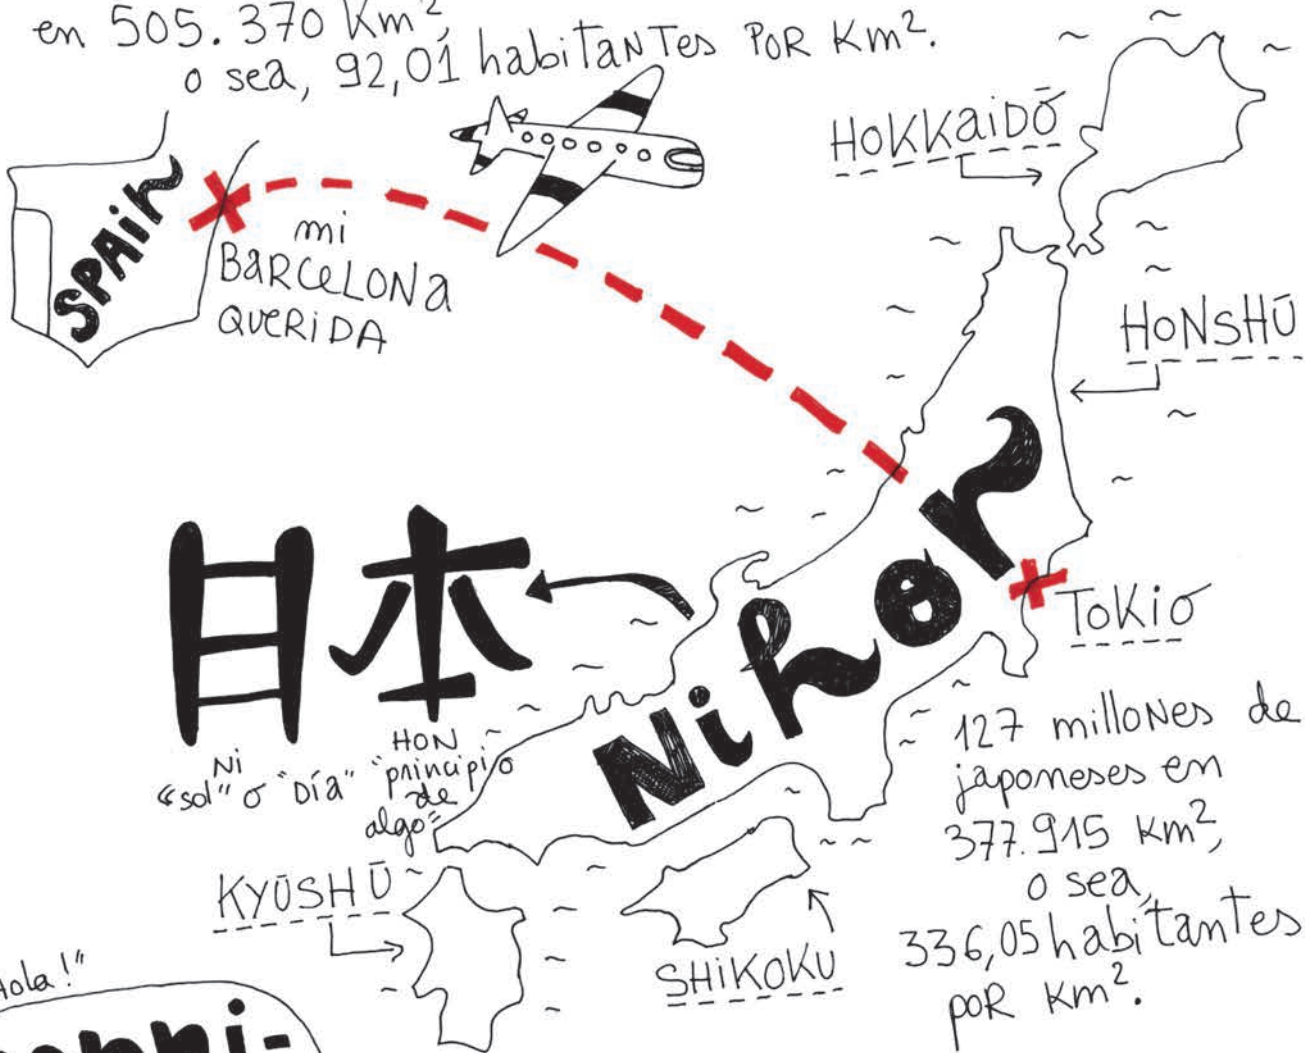 en 505.370 Km²,
o sea, 92,01 habitantes POR Km².
HOKKAIDŌ
SPAiN
mi
BARCELONA
QUERIDA
HONSHŪ
Nihon
日本
TOKIO
Ni
"sol" o "Día"
HON
"principio
de
algo"
127 millones de
japoneses en
377.915 Km²,
o sea,
336,05 habitantes
POR Km².
KYŪSHŪ
SHiKOKU